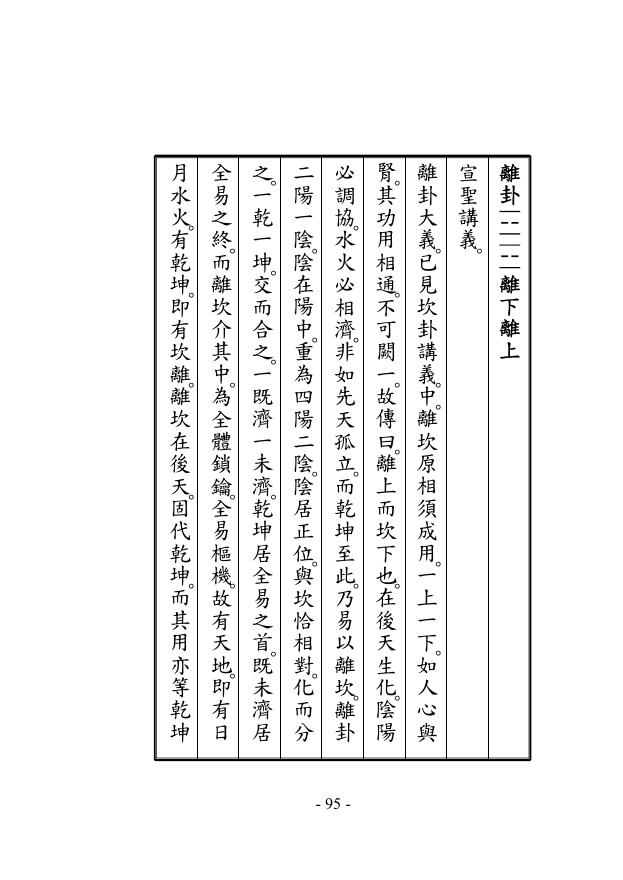 離卦 ䷝ 離下離上
宣聖講義。
離卦大義。已見坎卦講義。中。離坎原相須成用。一上一下。如人心與
腎。其功用相通。不可闕一。故傳曰。離上而坎下也。在後天生化。陰陽
必調協。水火必相濟。非如先天孤立。而乾坤至此。乃易以離坎。離卦
二陽一陰。陰在陽中。重為四陽二陰。陰居正位。與坎恰相對。化而分
之。一乾一坤。交而合之。一既濟一未濟。乾坤居全易之首。既未濟居
全易之終。而離坎介其中。為全體鎖鑰。全易樞機。故有天地。即有日
月水火。有乾坤。即有坎離。離坎在後天。固代乾坤。而其用亦等乾坤
- 95 -